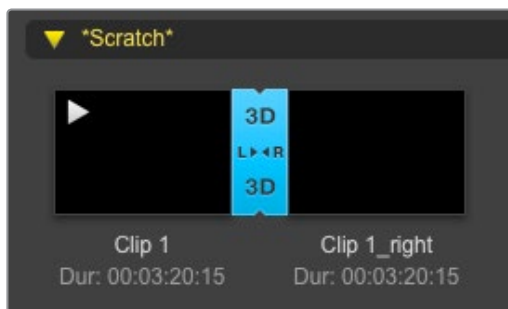 *Scratch*
3D
L R
3D
Clip 1 Clip 1_right
Dur: 00:03:20:15 Dur: 00:03:20:15